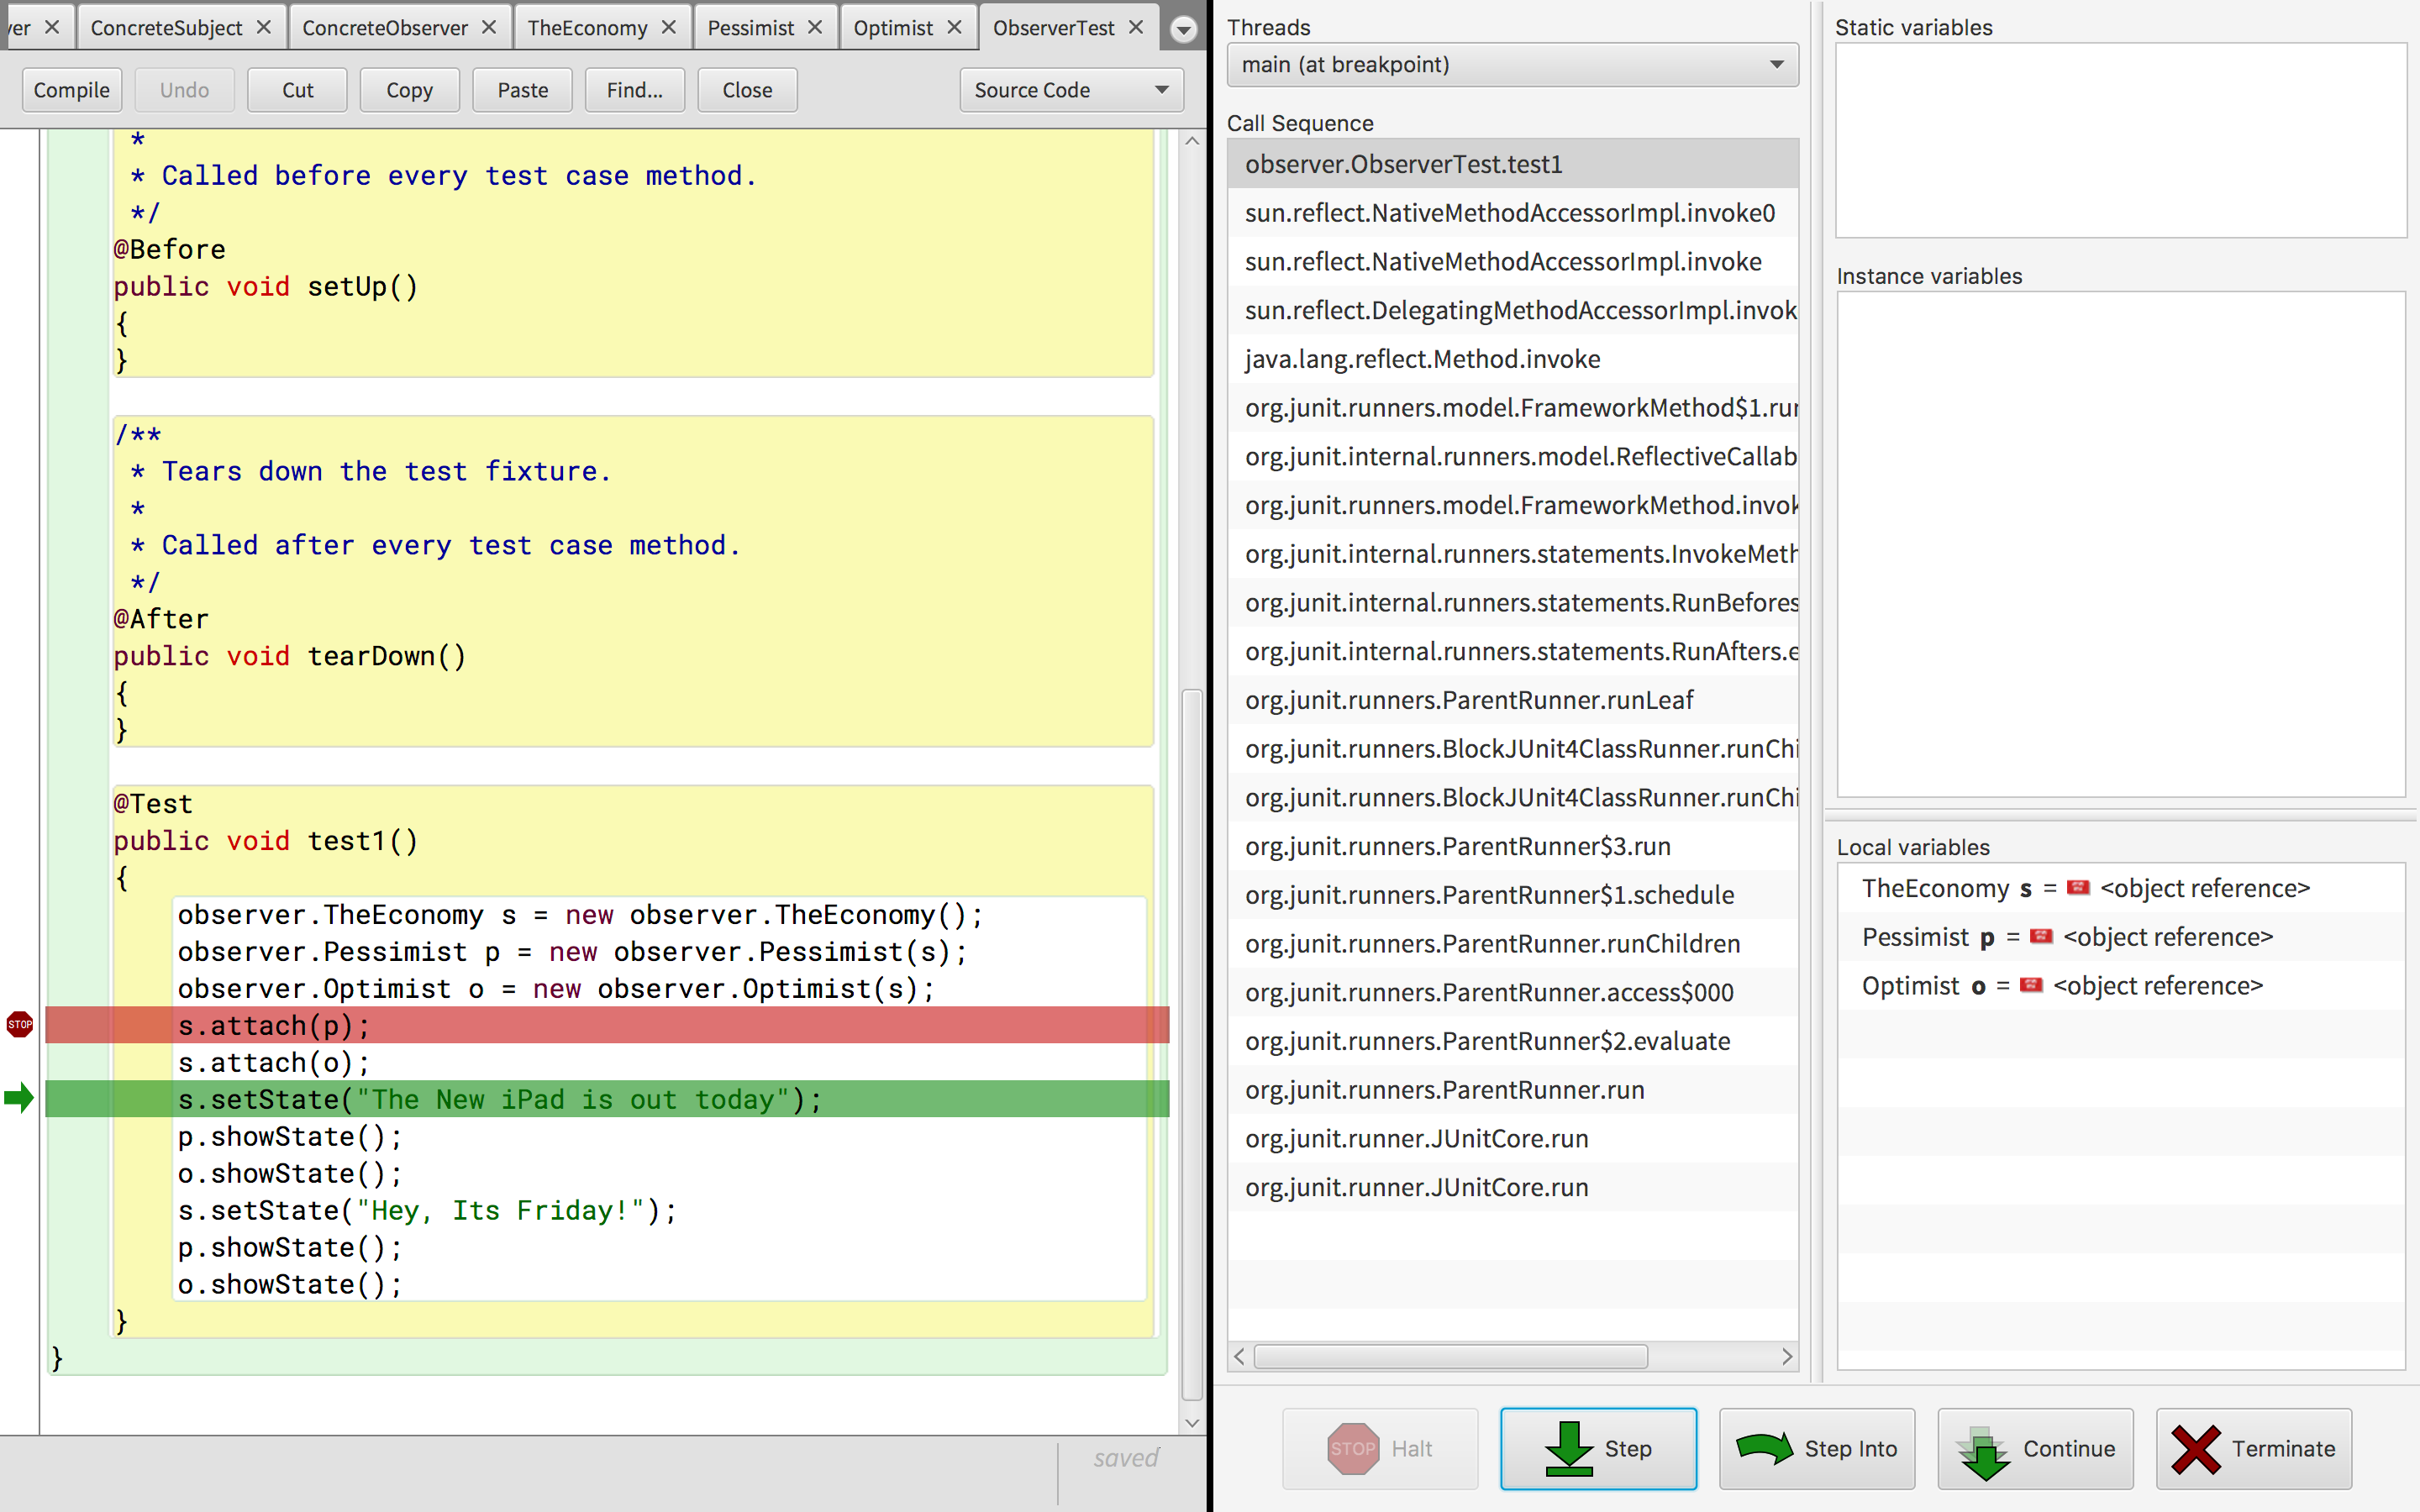 ver ConcreteSubject ConcreteObserver TheEconomy Pessimist Optimist ObserverTest
Compile Undo Cut Copy Paste Find... Close Source Code
*
* Called before every test case method.
*/
@Before
public void setUp()
{
}
/**
* Tears down the test fixture.
*
* Called after every test case method.
*/
@After
public void tearDown()
{
}
@Test
public void test1()
{
observer.TheEconomy s = new observer.TheEconomy();
observer.Pessimist p = new observer.Pessimist(s);
observer.Optimist o = new observer.Optimist(s);
STOP s.attach(p);
s.attach(o);
s.setState("The New iPad is out today");
p.showState();
o.showState();
s.setState("Hey, Its Friday!");
p.showState();
o.showState();
}
}
saved
Threads
main (at breakpoint)
Call Sequence
observer.ObserverTest.test1
sun.reflect.NativeMethodAccessorImpl.invoke0
sun.reflect.NativeMethodAccessorImpl.invoke
sun.reflect.DelegatingMethodAccessorImpl.invok
java.lang.reflect.Method.invoke
org.junit.runners.model.FrameworkMethod$1.run
org.junit.internal.runners.model.ReflectiveCallab
org.junit.runners.model.FrameworkMethod.invok
org.junit.internal.runners.statements.InvokeMeth
org.junit.internal.runners.statements.RunBefores
org.junit.internal.runners.statements.RunAfters.e
org.junit.runners.ParentRunner.runLeaf
org.junit.runners.BlockJUnit4ClassRunner.runChi
org.junit.runners.BlockJUnit4ClassRunner.runChi
org.junit.runners.ParentRunner$3.run
org.junit.runners.ParentRunner$1.schedule
org.junit.runners.ParentRunner.runChildren
org.junit.runners.ParentRunner.access$000
org.junit.runners.ParentRunner$2.evaluate
org.junit.runners.ParentRunner.run
org.junit.runner.JUnitCore.run
org.junit.runner.JUnitCore.run
Static variables
Instance variables
Local variables
TheEconomy s = <object reference>
Pessimist p = <object reference>
Optimist o = <object reference>
STOP Halt Step Step Into Continue Terminate